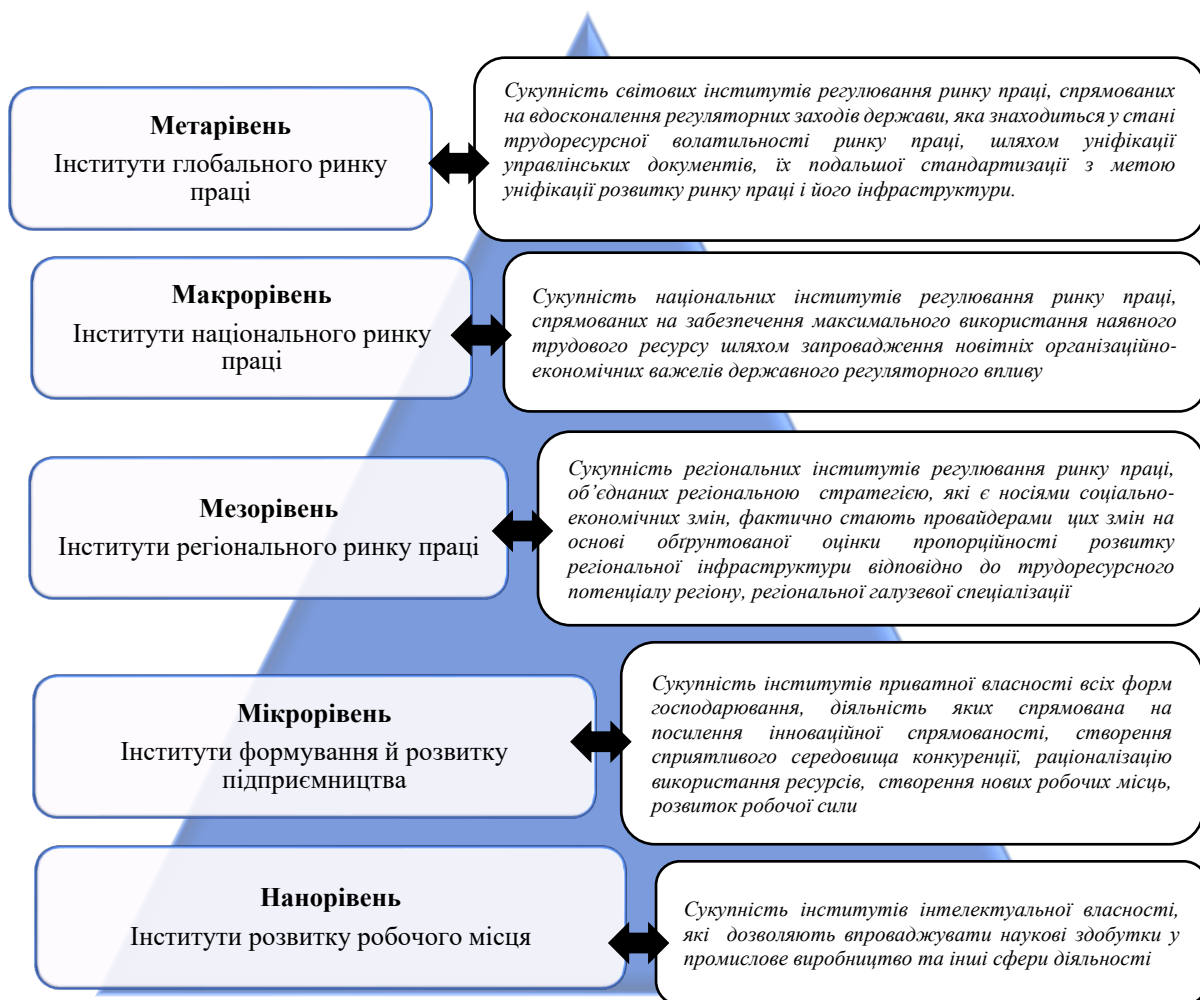 Метарівень
Інститути глобального ринку
праці
Сукупність світових інститутів регулювання ринку праці, спрямованих
на вдосконалення регуляторних заходів держави, яка знаходиться у стані
трудоресурсної волатильності ринку праці, шляхом уніфікації
управлінських документів, їх подальшої стандартизації з метою
уніфікації розвитку ринку праці і його інфраструктури.
Макрорівень
Інститути національного ринку
праці
Сукупність національних інститутів регулювання ринку праці,
спрямованих на забезпечення максимального використання наявного
трудового ресурсу шляхом запровадження новітніх організаційно-
економічних важелів державного регуляторного впливу
Мезорівень
Інститути регіонального ринку праці
Сукупність регіональних інститутів регулювання ринку праці,
об’єднаних регіональною стратегією, які є носіями соціально-
економічних змін, фактично стають провайдерами цих змін на
основі обґрунтованої оцінки пропорційності розвитку
регіональної інфраструктури відповідно до трудоресурсного
потенціалу регіону, регіональної галузевої спеціалізації
Мікрорівень
Інститути формування й розвитку
підприємництва
Сукупність інститутів приватної власності всіх форм
господарювання, діяльність яких спрямована на
посилення інноваційної спрямованості, створення
сприятливого середовища конкуренції, раціоналізацію
використання ресурсів, створення нових робочих місць,
розвиток робочої сили
Нанорівень
Інститути розвитку робочого місця
Сукупність інститутів інтелектуальної власності,
які дозволяють впроваджувати наукові здобутки у
промислове виробництво та інші сфери діяльності